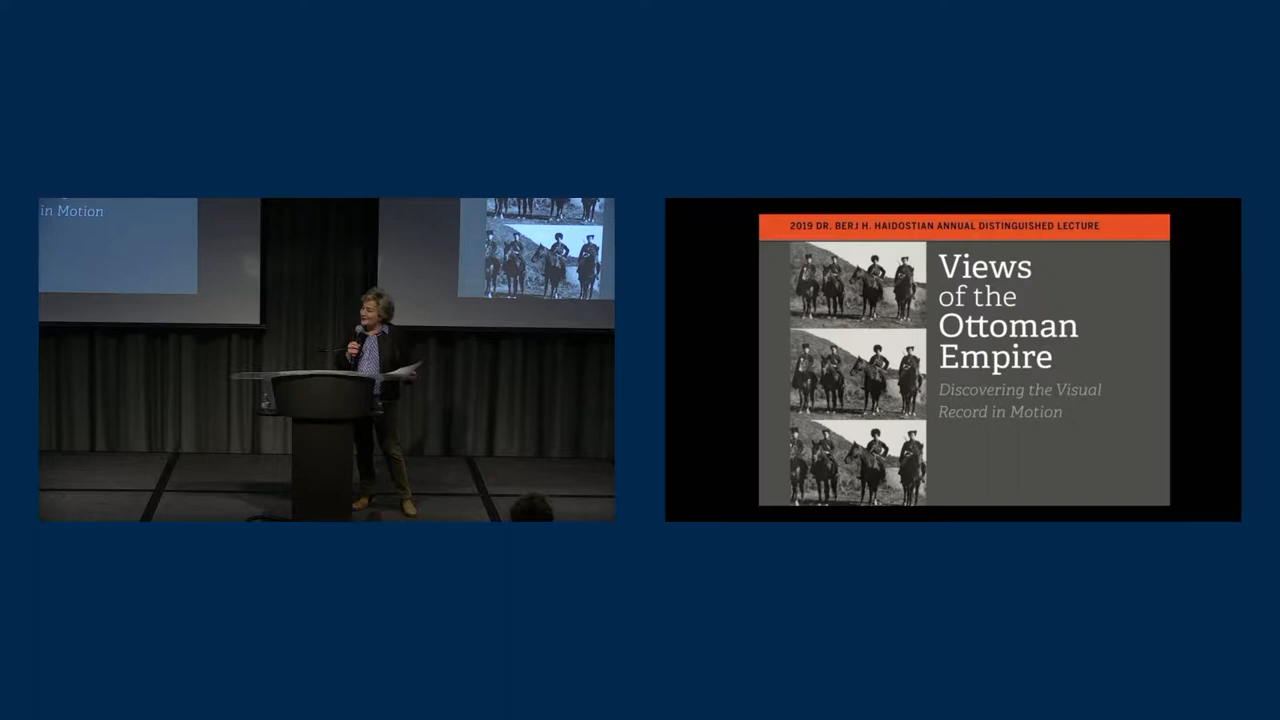 in Motion
2019 DR. BERJ H. HAIDOSTIAN ANNUAL DISTINGUISHED LECTURE
Views
of the
Ottoman
Empire
Discovering the Visual
Record in Motion